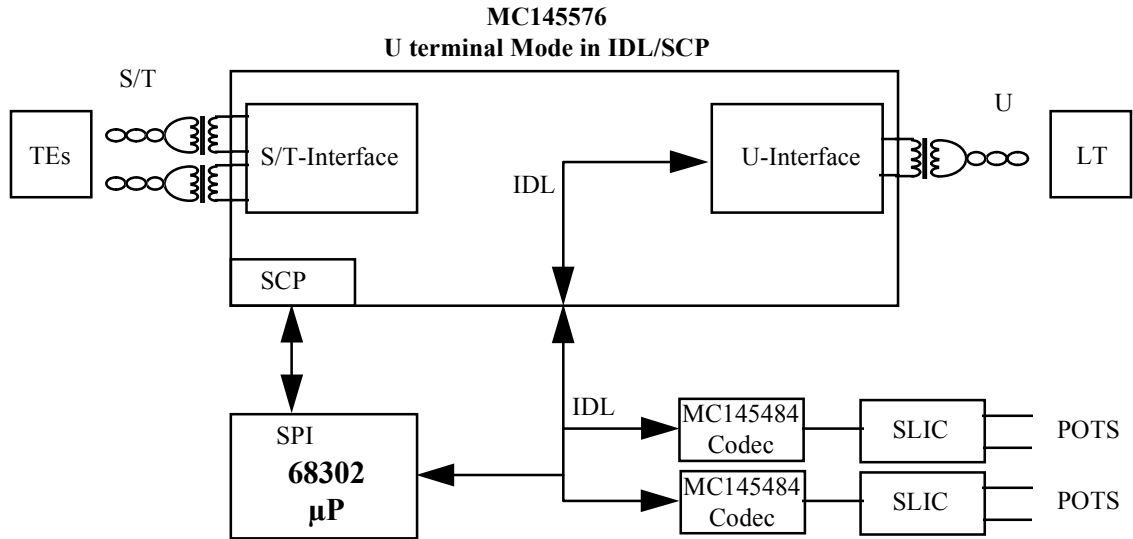 MC145576
U terminal Mode in IDL/SCP
S/T
U
TEs
S/T-Interface
U-Interface
LT
IDL
SCP
IDL
SPI
68302
µP
MC145484
Codec
SLIC
POTS
MC145484
Codec
SLIC
POTS